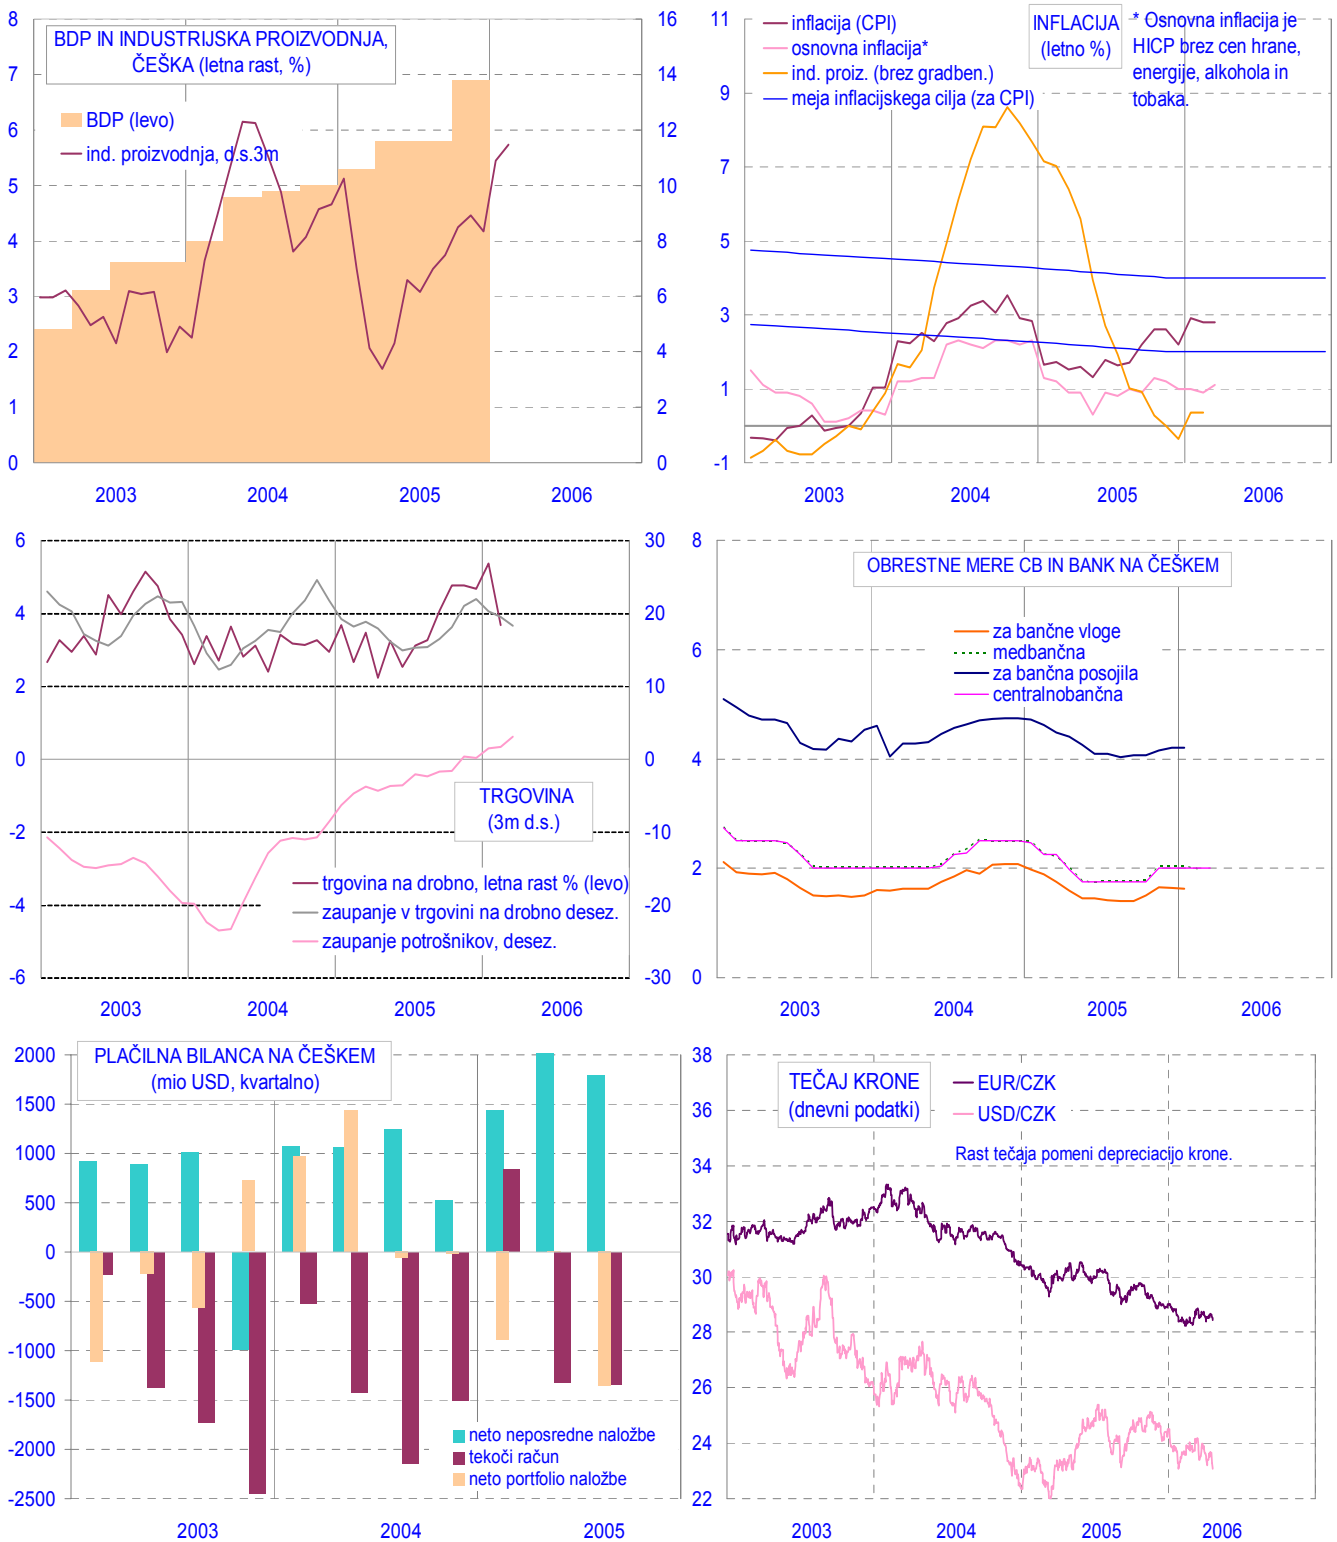 BDP IN INDUSTRIJSKA PROIZVODNJA,
ČEŠKA (letna rast, %)
BDP (levo)
ind. proizvodnja, d.s.3m
8
7
6
5
4
3
2
1
0
16
14
12
10
8
6
4
2
0
2003 2004 2005 2006
INFLACIJA
(letno %)
* Osnovna inflacija je
HICP brez cen hrane,
energije, alkohola in
tobaka.
inflacija (CPI)
osnovna inflacija*
ind. proiz. (brez gradben.)
meja inflacijskega cilja (za CPI)
11
9
7
5
3
1
-1
2003 2004 2005 2006
TRGOVINA
(3m d.s.)
trgovina na drobno, letna rast % (levo)
zaupanje v trgovini na drobno desez.
zaupanje potrošnikov, desez.
6
4
2
0
-2
-4
-6
30
20
10
0
-10
-20
-30
2003 2004 2005 2006
OBRESTNE MERE CB IN BANK NA ČEŠKEM
za bančne vloge
medbančna
za bančna posojila
centralnobančna
8
6
4
2
0
2003 2004 2005 2006
PLAČILNA BILANCA NA ČEŠKEM
(mio USD, kvartalno)
2000
1500
1000
500
0
-500
-1000
-1500
-2000
-2500
neto neposredne naložbe
tekoči račun
neto portfolio naložbe
2003 2004 2005
TEČAJ KRONE
(dnevni podatki)
EUR/CZK
USD/CZK
Rast tečaja pomeni depreciacijo krone.
38
36
34
32
30
28
26
24
22
2003 2004 2005 2006